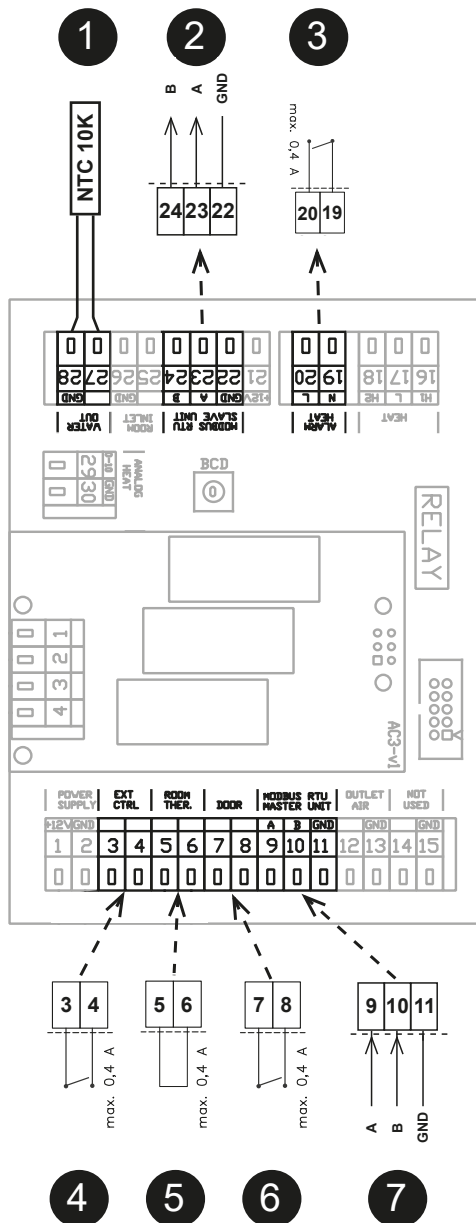 1 2 3
B A GND
max. 0,4 A
NTC 10K
24 23 22
20 19
28 27 26 25 24 23 22 21
20 19 18 17 16
GND GND B A GND +12V
L N H2 L H1
WATER OUT
ROOM INLET
MODBUS RTU
SLAVE UNIT
ALARM HEAT
HEAT
29 30
0-10 GND
ANALOG
HEAT
BCD
RELAY
1
2
3
4
AC3-v1
POWER SUPPLY
EXT CTRL
ROOM THER.
DOOR
MODBUS RTU
MASTER UNIT
OUTLET AIR
NOT USED
+12V GND A B GND GND GND
1 2 3 4 5 6 7 8 9 10 11 12 13 14 15
3 4
5 6
7 8
9 10 11
max. 0,4 A
max. 0,4 A
max. 0,4 A
A B GND
4 5 6 7